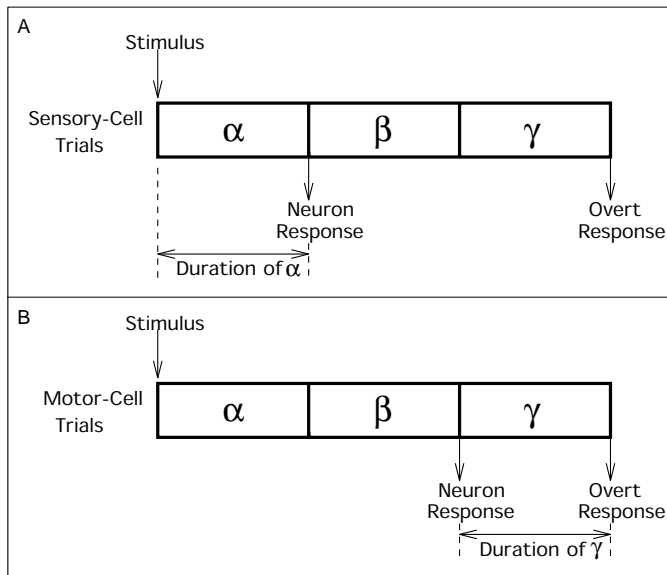 A
Stimulus
Sensory-Cell
Trials
α β γ
Neuron
Response
Overt
Response
Duration of α
B
Stimulus
Motor-Cell
Trials
α β γ
Neuron
Response
Overt
Response
Duration of γ